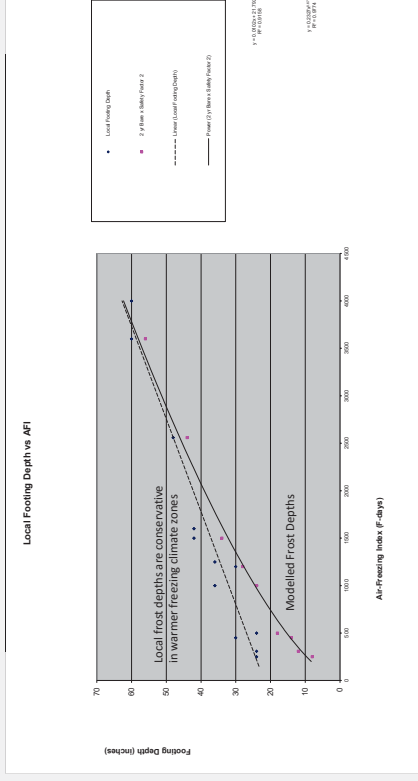 Local Footing Depth vs AFI
Footing Depth (inches)
70
60
50
40
30
20
10
0
Local frost depths are conservative
in warmer freezing climate zones
Modelled Frost Depths
0
500
1000
1500
2000
2500
3000
3500
4000
4500
Air-Freezing Index (F-days)
Local Footing Depth
2 yr Bare x Safety Factor 2
Linear (Local Footing Depth)
Power (2 yr Bare x Safety Factor 2)